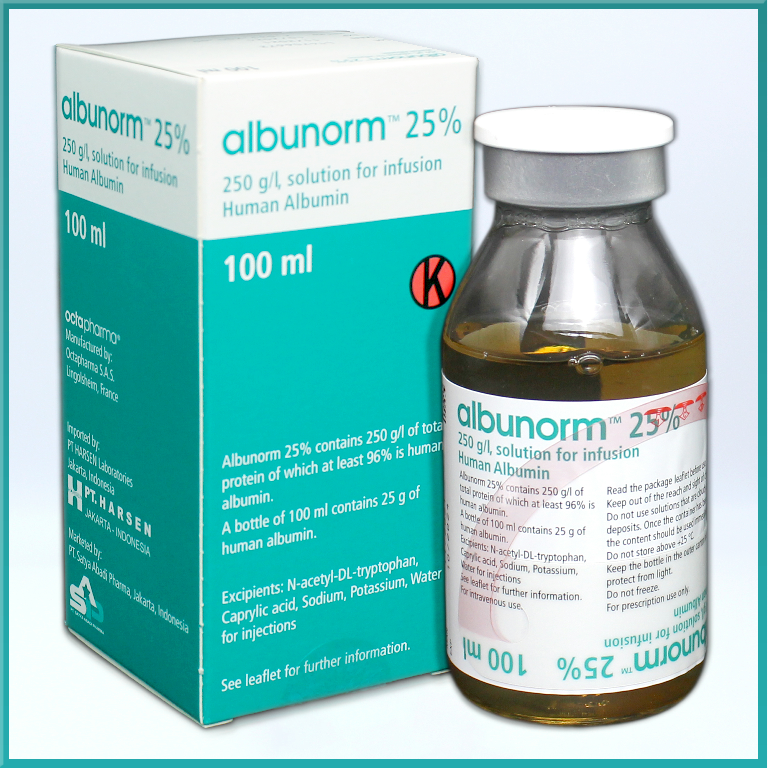 albunorm™ 25%
250 g/l, solution for infusion
Human Albumin
100 ml
octapharma®
Manufactured by:
Octapharma S.A.S.
Lingolsheim, France
Imported by:
PT HARSEN Laboratories
Jakarta, Indonesia
PT. HARSEN
JAKARTA - INDONESIA
Marketed by:
PT. Satya Abadi Pharma, Jakarta, Indonesia
albunorm™ 25%
250 g/l, solution for infusion
Human Albumin
100 ml
K
Albunorm 25% contains 250 g/l of total
protein of which at least 96% is human
albumin.
A bottle of 100 ml contains 25 g of
human albumin.
Excipients: N-acetyl-DL-tryptophan,
Caprylic acid, Sodium, Potassium, Water
for injections
See leaflet for further information.
albunorm™ 25%
250 g/l, solution for infusion
Human Albumin
Albunorm 25% contains 250 g/l of
total protein of which at least 96% is
human albumin.
A bottle of 100 ml contains 25 g of
human albumin.
Excipients: N-acetyl-DL-tryptophan,
Caprylic acid, Sodium, Potassium,
Water for injections
See leaflet for further information.
For intravenous use.
Read the package leaflet before
Keep out of the reach and sight of
Do not use solutions that are
deposits. Once the container has
the content should be used
Do not store above +25 °C.
Keep the bottle in the outer
protect from light.
Do not freeze.
For prescription use only.
100 ml
albunorm™ 25%
solution for infusion
Albumin